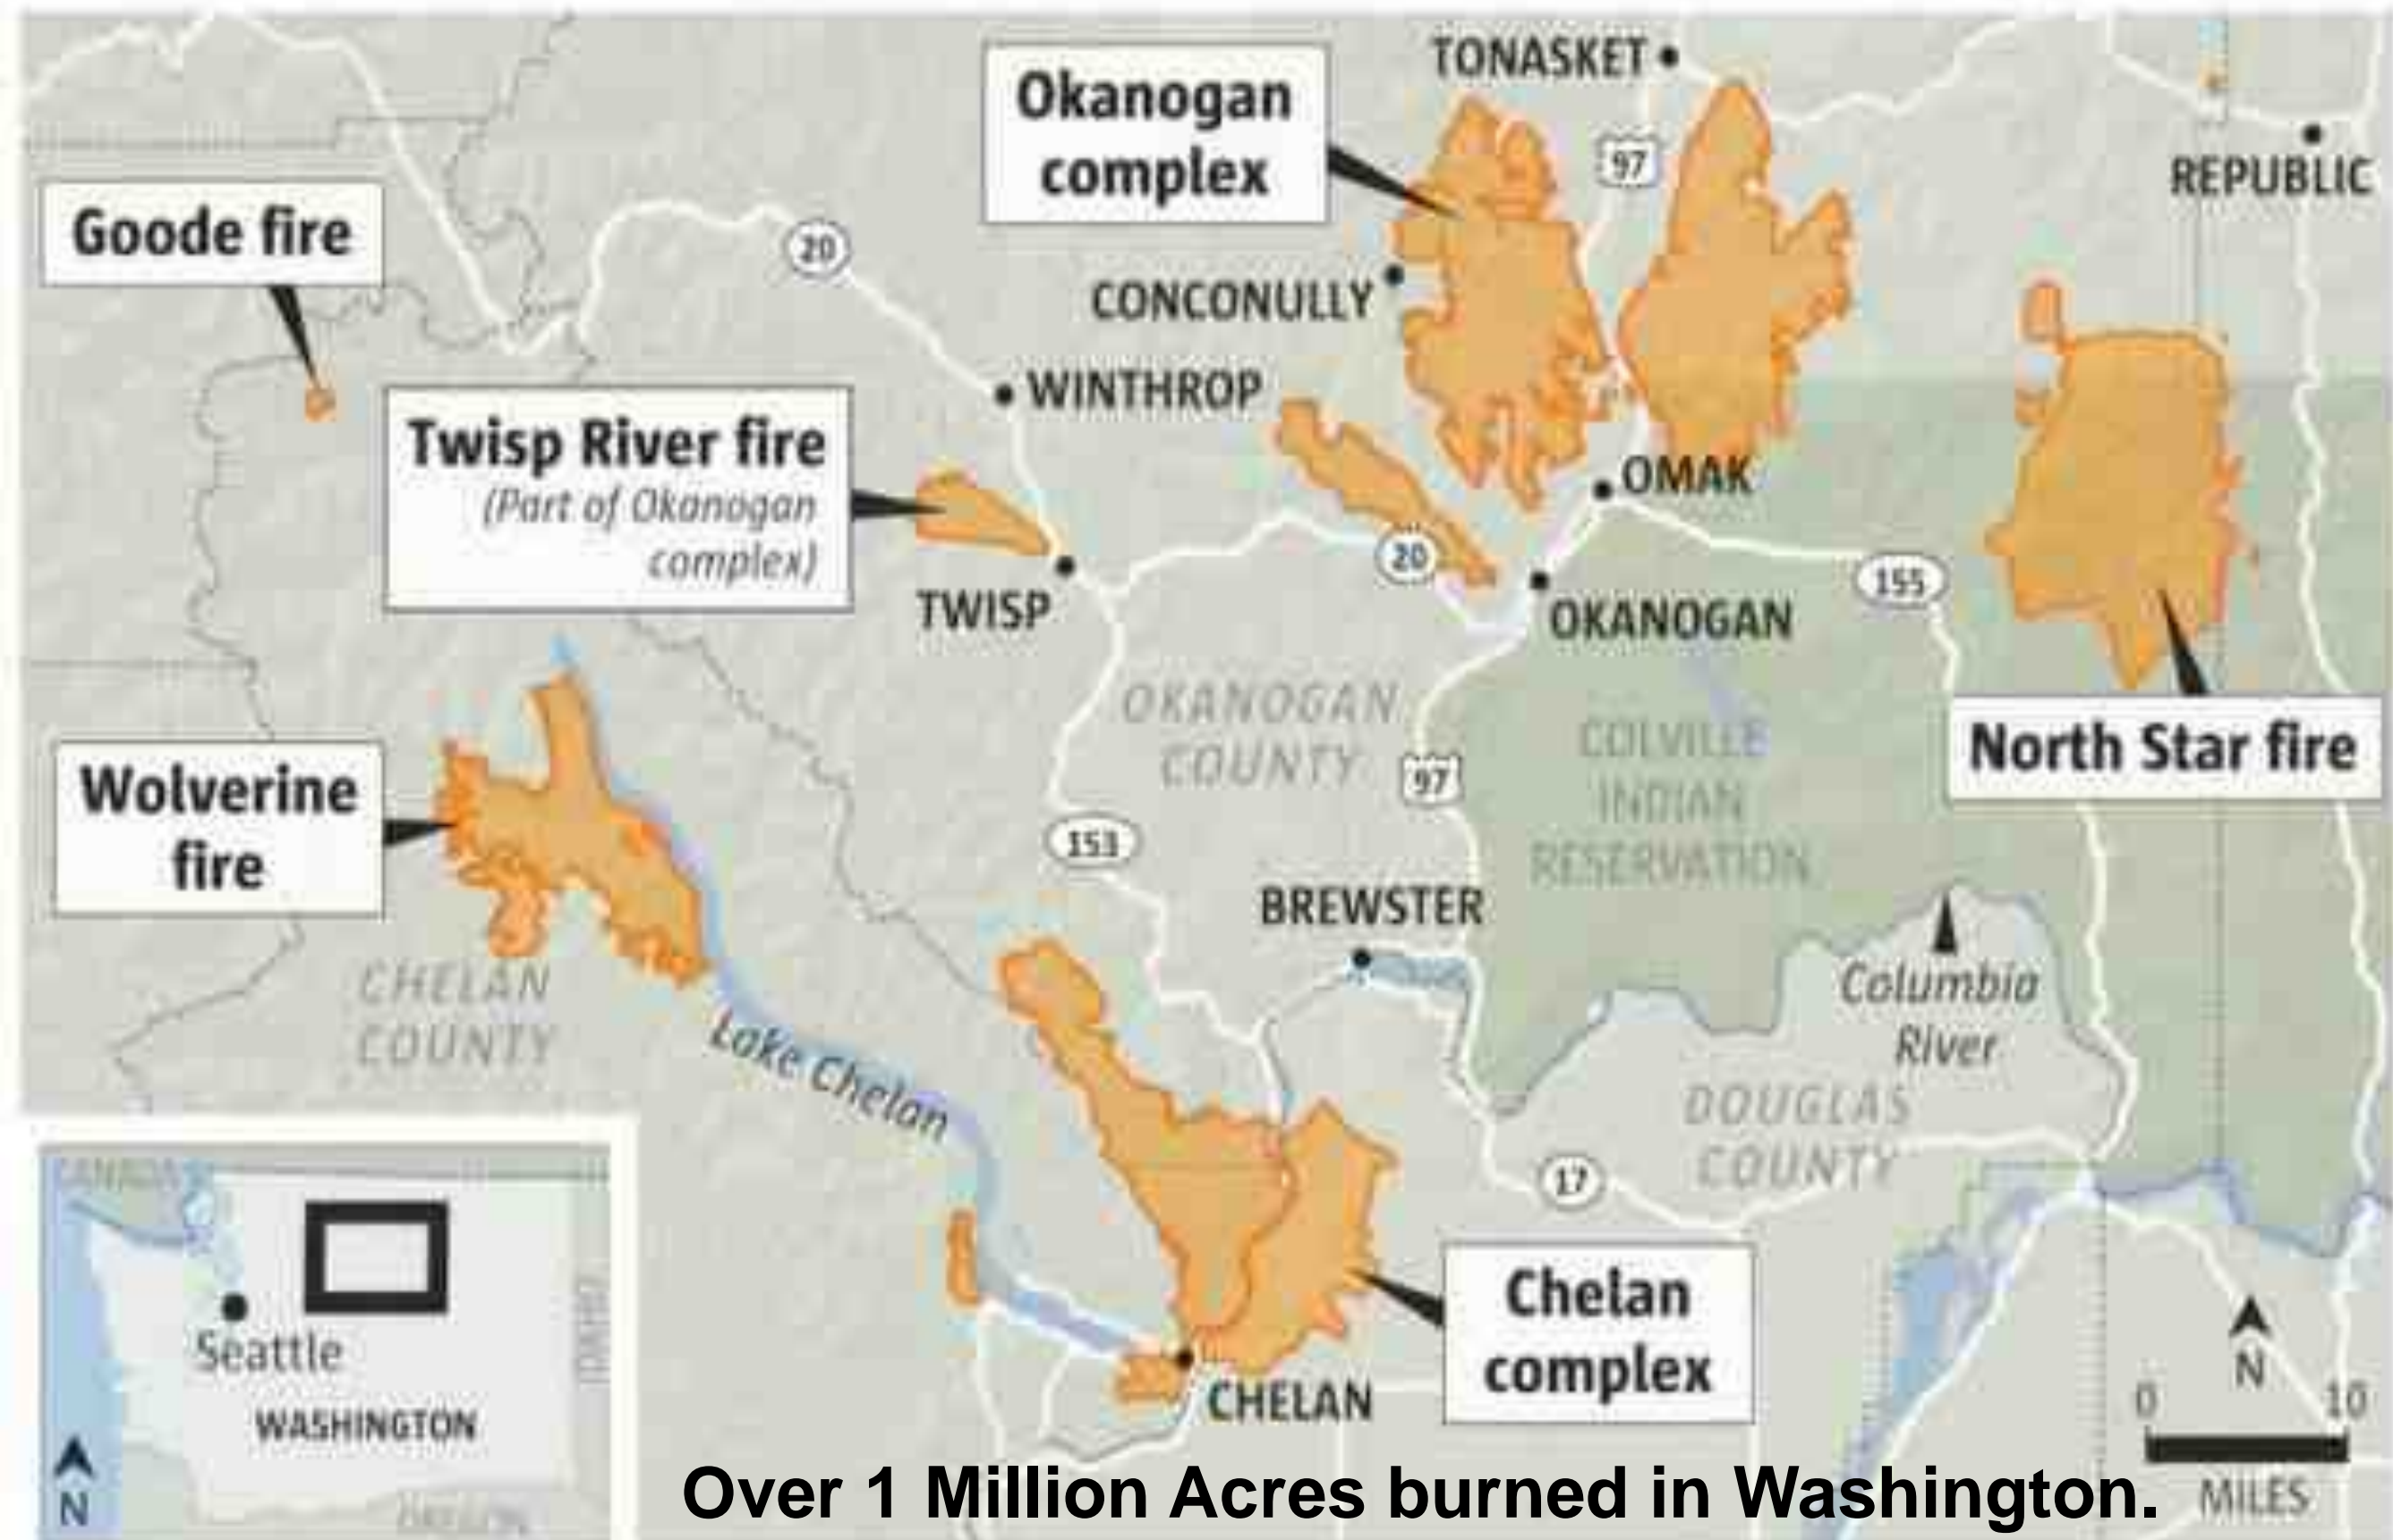 TONASKET
Okanogan
complex
97
REPUBLIC
Goode fire
20
CONCONULLY
WINTHROP
Twisp River fire
(Part of Okanogan
complex)
OMAK
20
155
TWISP
OKANOGAN
OKANOGAN
COUNTY
COLVILLE
INDIAN
RESERVATION
North Star fire
97
Wolverine
fire
153
BREWSTER
CHELAN
COUNTY
Columbia
River
Lake Chelan
DOUGLAS
COUNTY
17
CANADA
Chelan
complex
Seattle
IDAHO
CHELAN
WASHINGTON
N
0 10
MILES
N
OREGON
Over 1 Million Acres burned in Washington.